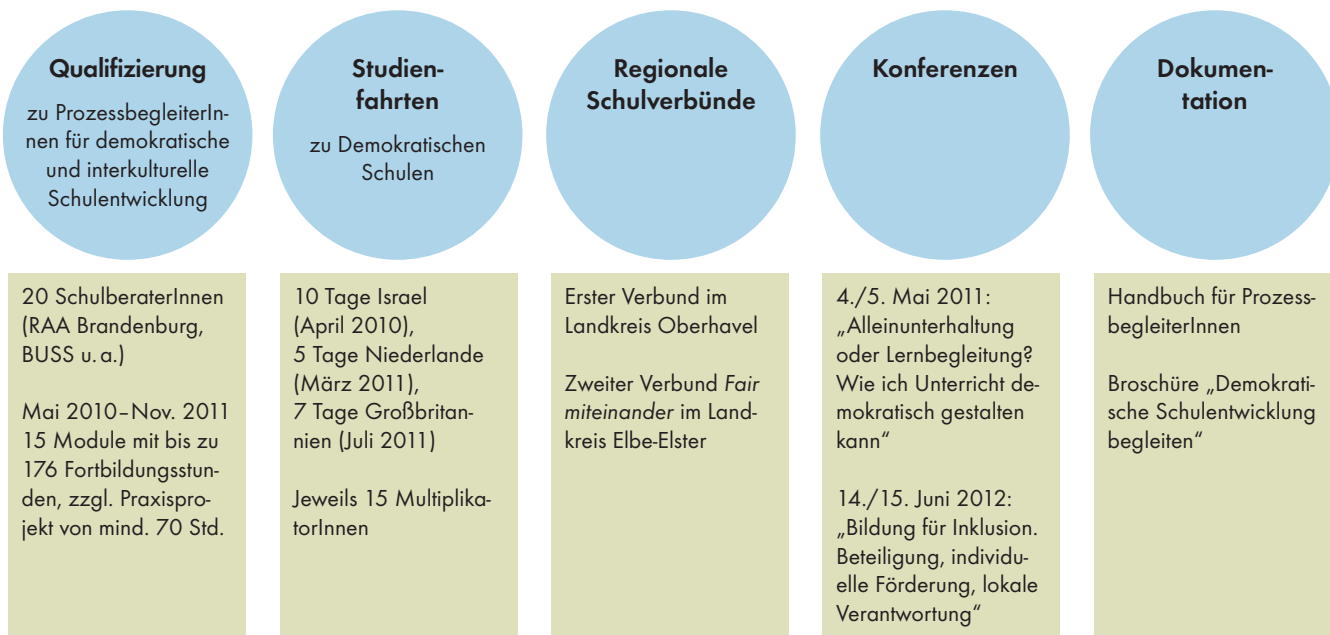 Qualifizierung
zu ProzessbegleiterIn-
nen für demokratische
und interkulturelle
Schulentwicklung
20 SchulberaterInnen
(RAA Brandenburg,
BUSS u. a.)
Mai 2010–Nov. 2011
15 Module mit bis zu
176 Fortbildungsstun-
den, zzgl. Praxispro-
jekt von mind. 70 Std.
Studien-
fahrten
zu Demokratischen
Schulen
10 Tage Israel
(April 2010),
5 Tage Niederlande
(März 2011),
7 Tage Großbritan-
nien (Juli 2011)
Jeweils 15 Multiplika-
torInnen
Regionale
Schulverbünde
Erster Verbund im
Landkreis Oberhavel
Zweiter Verbund Fair
miteinander im Land-
kreis Elbe-Elster
Konferenzen
4./5. Mai 2011:
„Alleinunterhaltung
oder Lernbegleitung?
Wie ich Unterricht de-
mokratisch gestalten
kann“
14./15. Juni 2012:
„Bildung für Inklusion.
Beteiligung, individu-
elle Förderung, lokale
Verantwortung“
Dokumen-
tation
Handbuch für Prozess-
begleiterInnen
Broschüre „Demokrati-
sche Schulentwicklung
begleiten“